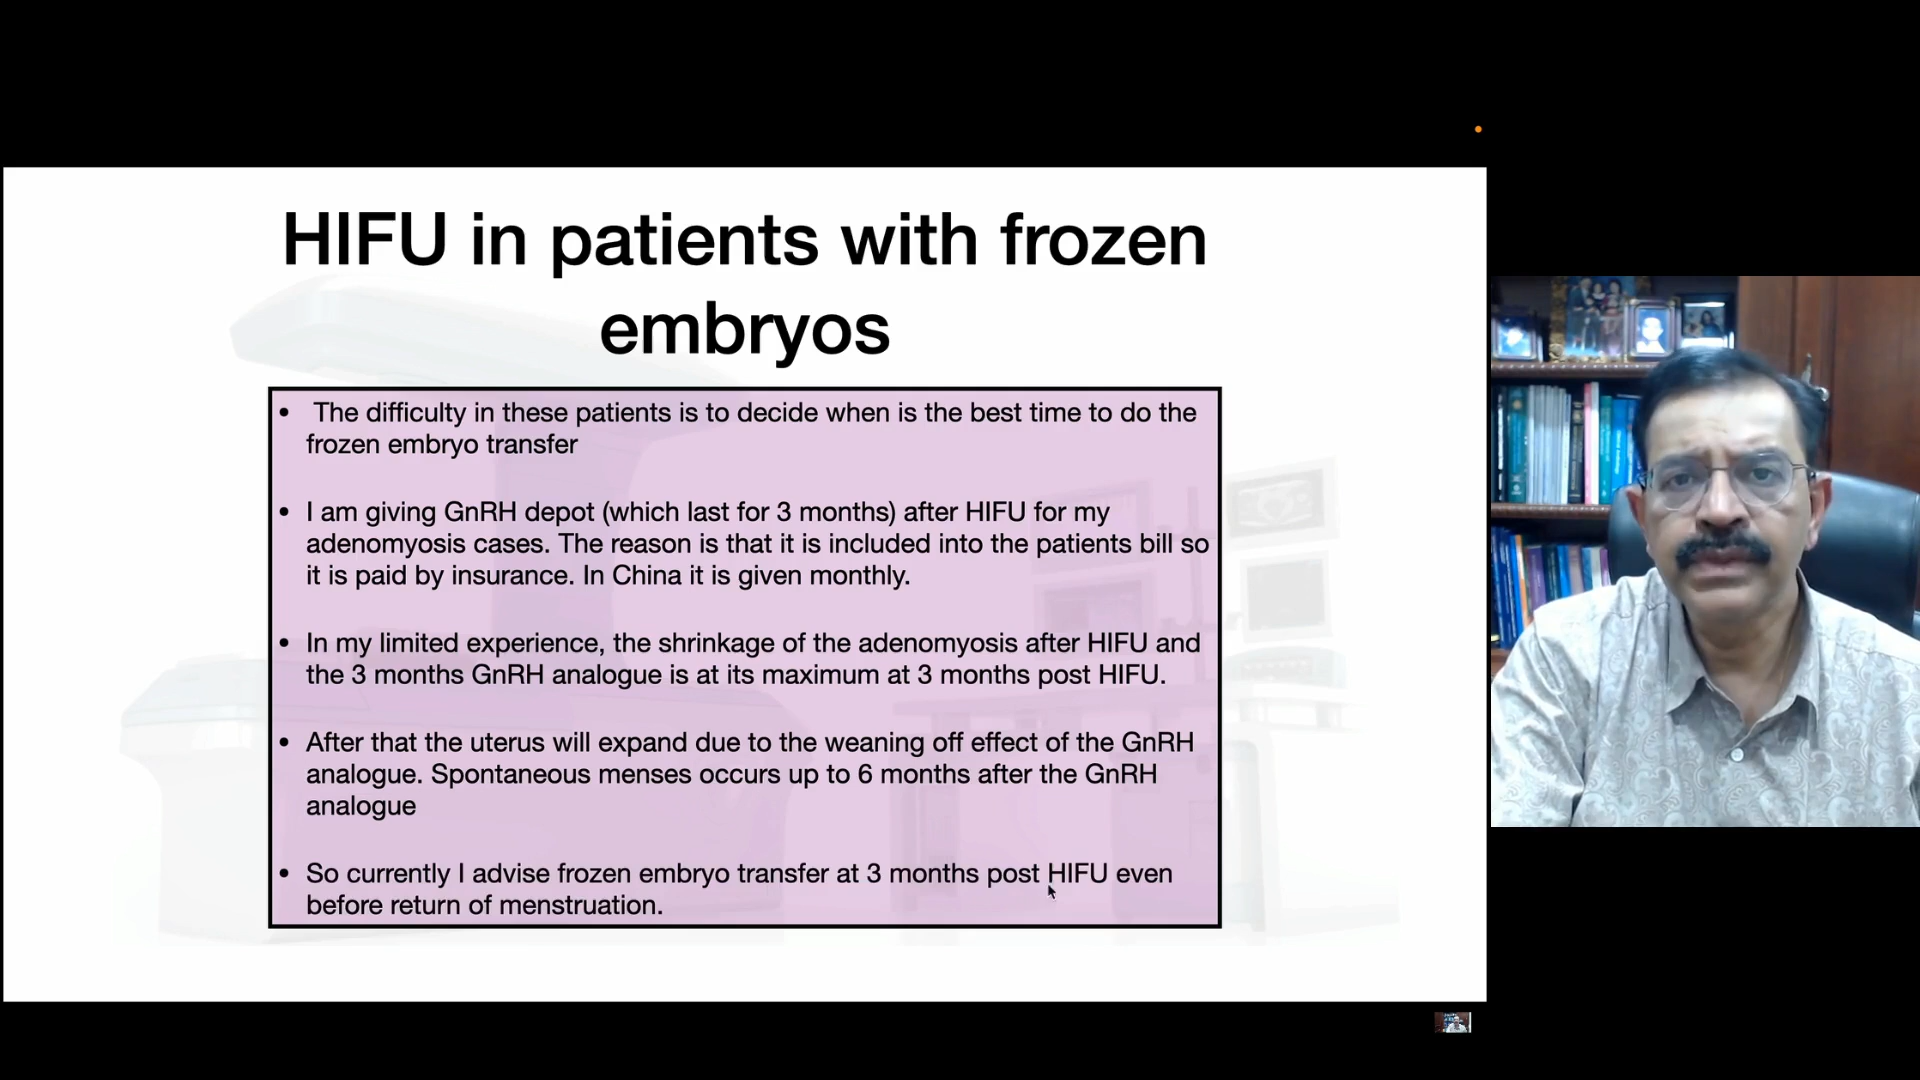 HIFU in patients with frozen
embryos
• The difficulty in these patients is to decide when is the best time to do the
frozen embryo transfer
• I am giving GnRH depot (which last for 3 months) after HIFU for my
adenomyosis cases. The reason is that it is included into the patients bill so
it is paid by insurance. In China it is given monthly.
• In my limited experience, the shrinkage of the adenomyosis after HIFU and
the 3 months GnRH analogue is at its maximum at 3 months post HIFU.
• After that the uterus will expand due to the weaning off effect of the GnRH
analogue. Spontaneous menses occurs up to 6 months after the GnRH
analogue
• So currently I advise frozen embryo transfer at 3 months post HIFU even
before return of menstruation.